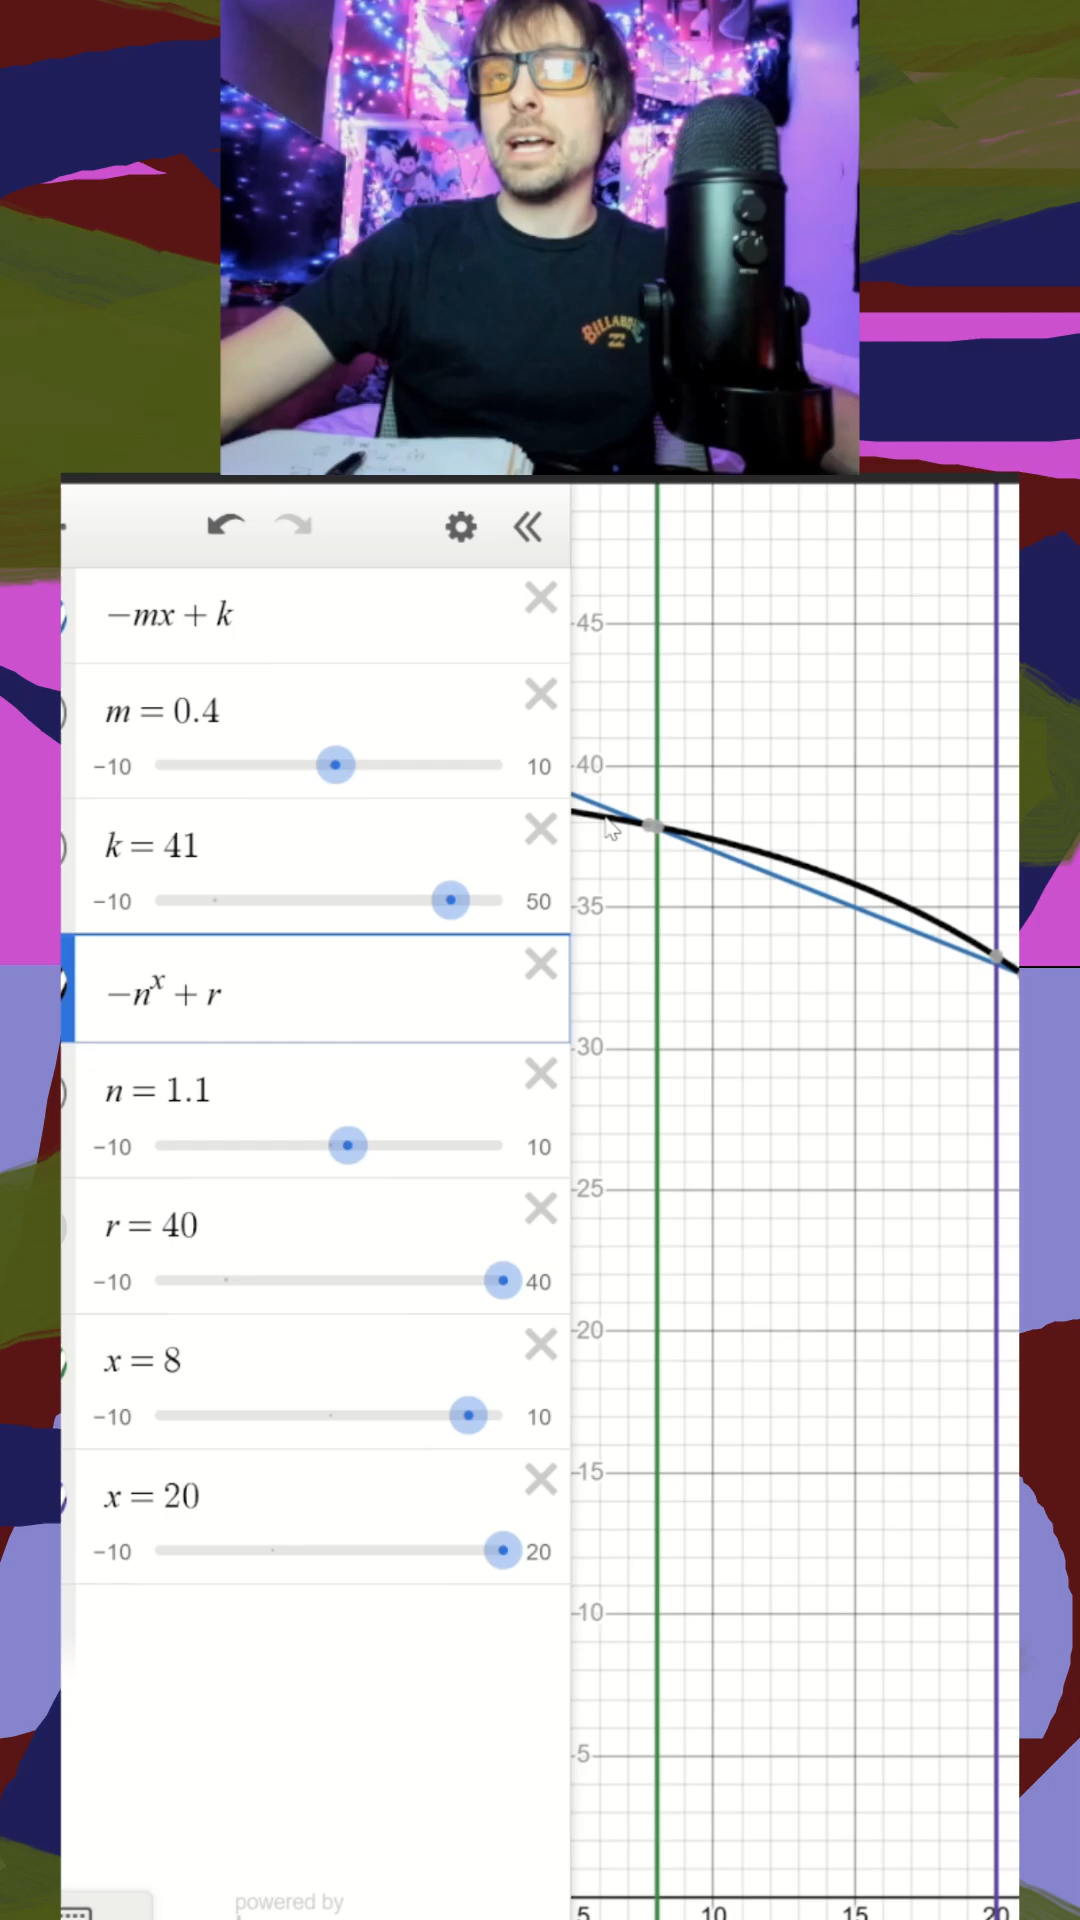 BILLABONG
−mx + k
m = 0.4
−10 10
k = 41
−10 50
−n^x + r
n = 1.1
−10 10
r = 40
−10 40
x = 8
−10 10
x = 20
−10 20
powered by
45
40
35
30
25
20
15
10
5
5 10 15 20